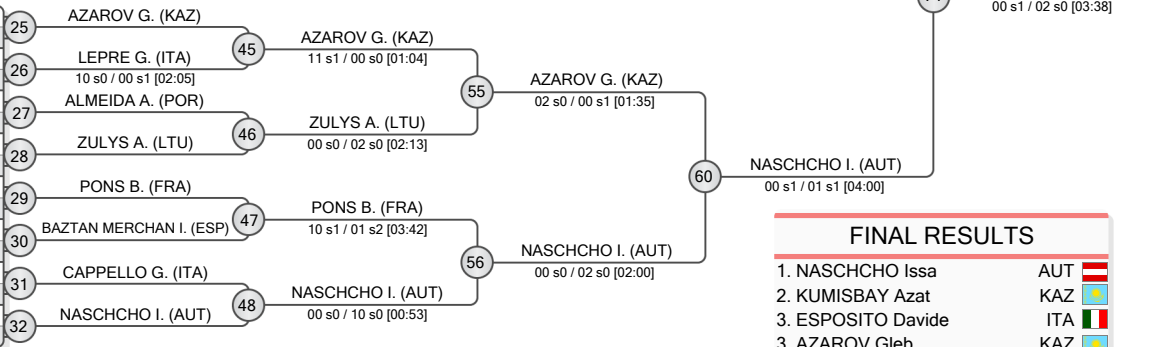 00 s1 / 02 s0 [03:38]
25
AZAROV G. (KAZ)
26
LEPRE G. (ITA)
10 s0 / 00 s1 [02:05]
45
AZAROV G. (KAZ)
11 s1 / 00 s0 [01:04]
27
ALMEIDA A. (POR)
28
ZULYS A. (LTU)
46
ZULYS A. (LTU)
00 s0 / 02 s0 [02:13]
55
AZAROV G. (KAZ)
02 s0 / 00 s1 [01:35]
29
PONS B. (FRA)
30
BAZTAN MERCHAN I. (ESP)
47
PONS B. (FRA)
10 s1 / 01 s2 [03:42]
31
CAPPELLO G. (ITA)
32
NASCHCHO I. (AUT)
48
NASCHCHO I. (AUT)
00 s0 / 10 s0 [00:53]
56
NASCHCHO I. (AUT)
00 s0 / 02 s0 [02:00]
60
NASCHCHO I. (AUT)
00 s1 / 01 s1 [04:00]
FINAL RESULTS
1. NASCHCHO Issa AUT
2. KUMISBAY Azat KAZ
3. ESPOSITO Davide ITA
3. AZAROV Gleb KAZ